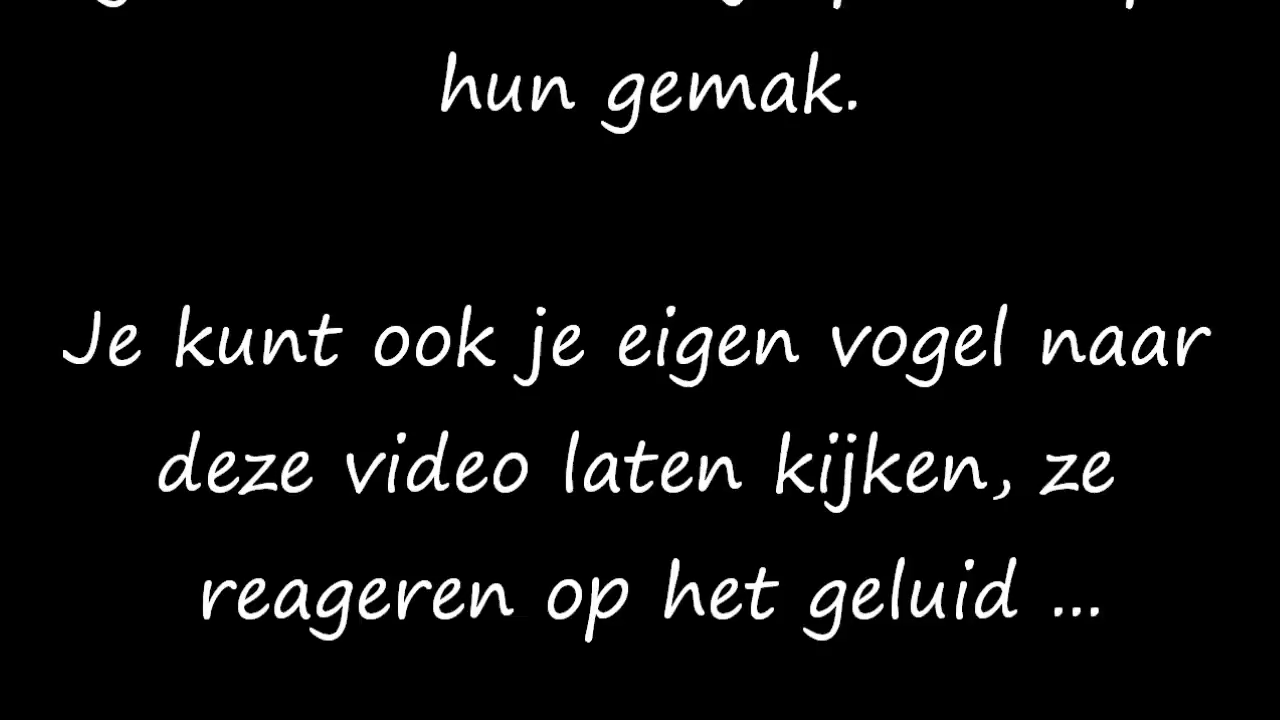 hun gemak.
Je kunt ook je eigen vogel naar
deze video laten kijken, ze
reageren op het geluid ...